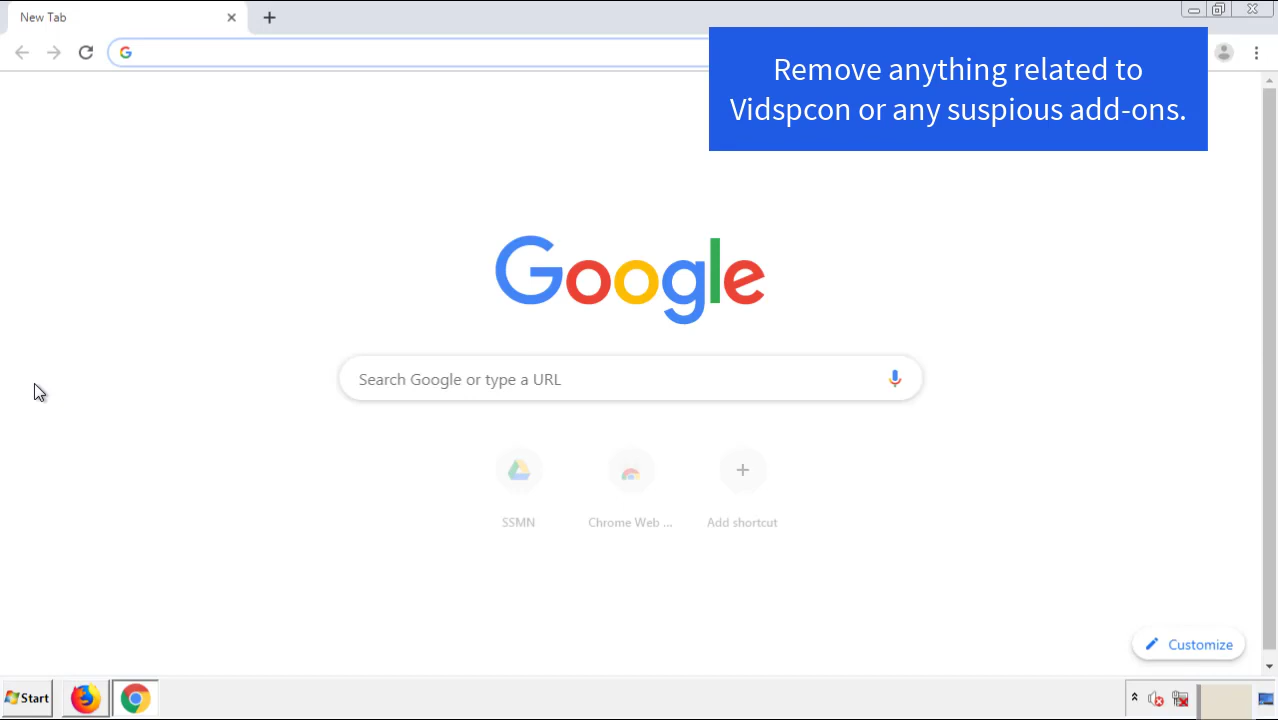 New Tab
Remove anything related to
Vidspcon or any suspious add-ons.
Google
Search Google or type a URL
SSMN
Chrome Web ...
Add shortcut
Customize
Start